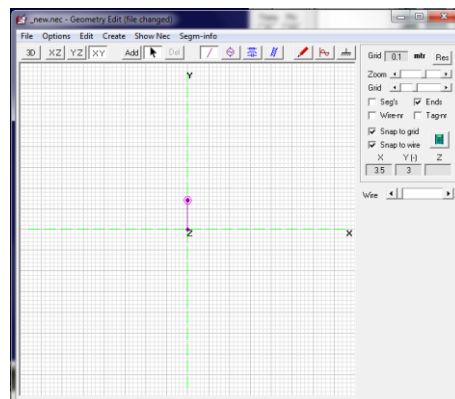 _new.nec - Geometry Edit (file changed)
File Options Edit Create Show Nec Segm-info
3D XZ YZ XY Add Del
Grid 0.1 mtr Res
Zoom
Grid
Seg's Ends
Wire-nr Tag-nr
Snap to grid
Snap to wire
X Y (-) Z
3.5 3
Wire
Y
Z
X